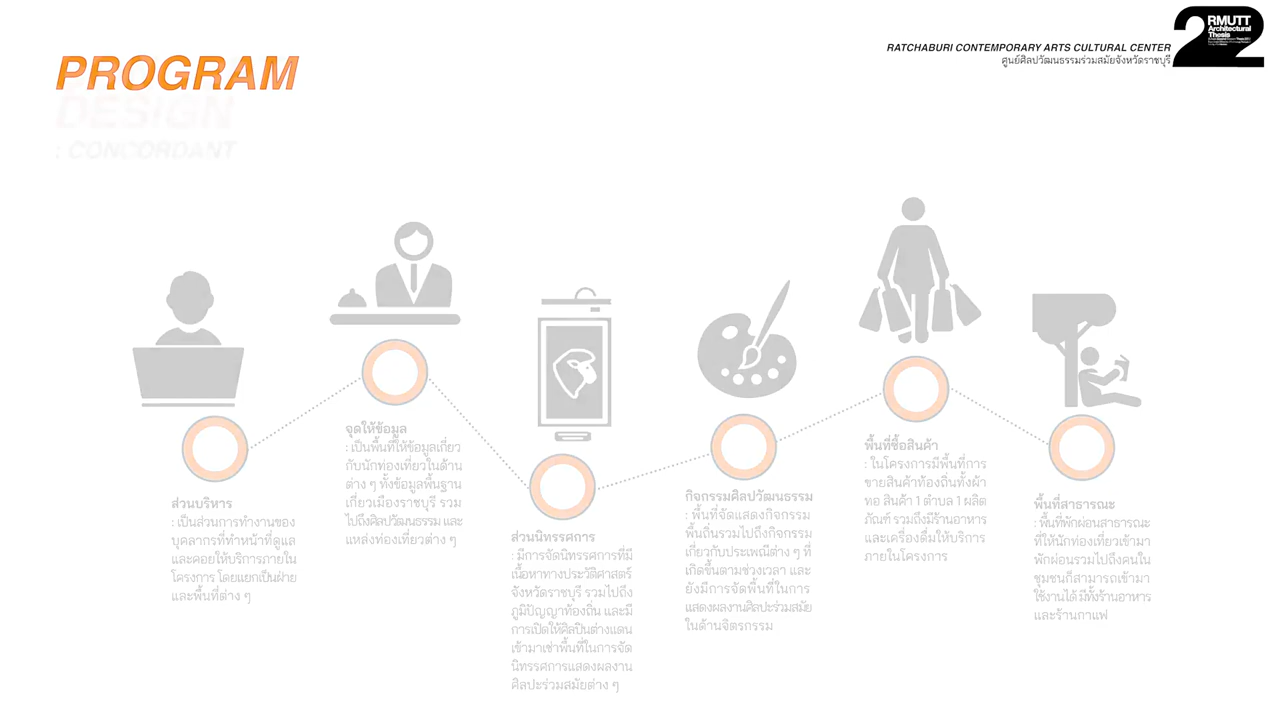 PROGRAM
DESIGN
: CONCORDANT
RATCHABURI CONTEMPORARY ARTS CULTURAL CENTER
ศูนย์ศิลปวัฒนธรรมร่วมสมัยจังหวัดราชบุรี
2
RMUTT
Architectural
Thesis
ส่วนบริหาร
: เป็นส่วนการทำงานของ
บุคลากรที่ทำหน้าที่ดูแล
และคอยให้บริการภายใน
โครงการ โดยแยกเป็นฝ่าย
และพื้นที่ต่าง ๆ
จุดให้ข้อมูล
: เป็นพื้นที่ให้ข้อมูลเกี่ยว
กับนักท่องเที่ยวในด้าน
ต่าง ๆ ทั้งข้อมูลพื้นฐาน
เกี่ยวเมืองราชบุรี รวม
ไปถึงศิลปวัฒนธรรม และ
แหล่งท่องเที่ยวต่าง ๆ
ส่วนนิทรรศการ
: มีการจัดนิทรรศการที่มี
เนื้อหาทางประวัติศาสตร์
จังหวัดราชบุรี รวมไปถึง
ภูมิปัญญาท้องถิ่น และมี
การเปิดให้ศิลปินต่างแดน
เข้ามาเช่าพื้นที่ในการจัด
นิทรรศการแสดงผลงาน
ศิลปะร่วมสมัยต่าง ๆ
กิจกรรมศิลปวัฒนธรรม
: พื้นที่จัดแสดงกิจกรรม
พื้นถิ่นรวมไปถึงกิจกรรม
เกี่ยวกับประเพณีต่าง ๆ ที่
เกิดขึ้นตามช่วงเวลา และ
ยังมีการจัดพื้นที่ในการ
แสดงผลงานศิลปะร่วมสมัย
ในด้านจิตรกรรม
พื้นที่ซื้อสินค้า
: ในโครงการมีพื้นที่การ
ขายสินค้าท้องถิ่นทั้งผ้า
ทอ สินค้า 1 ตำบล 1 ผลิต
ภัณฑ์ รวมถึงมีร้านอาหาร
และเครื่องดื่มให้บริการ
ภายในโครงการ
พื้นที่สาธารณะ
: พื้นที่พักผ่อนสาธารณะ
ที่ให้นักท่องเที่ยวเข้ามา
พักผ่อนรวมไปถึงคนใน
ชุมชนก็สามารถเข้ามา
ใช้งานได้ มีทั้งร้านอาหาร
และร้านกาแฟ